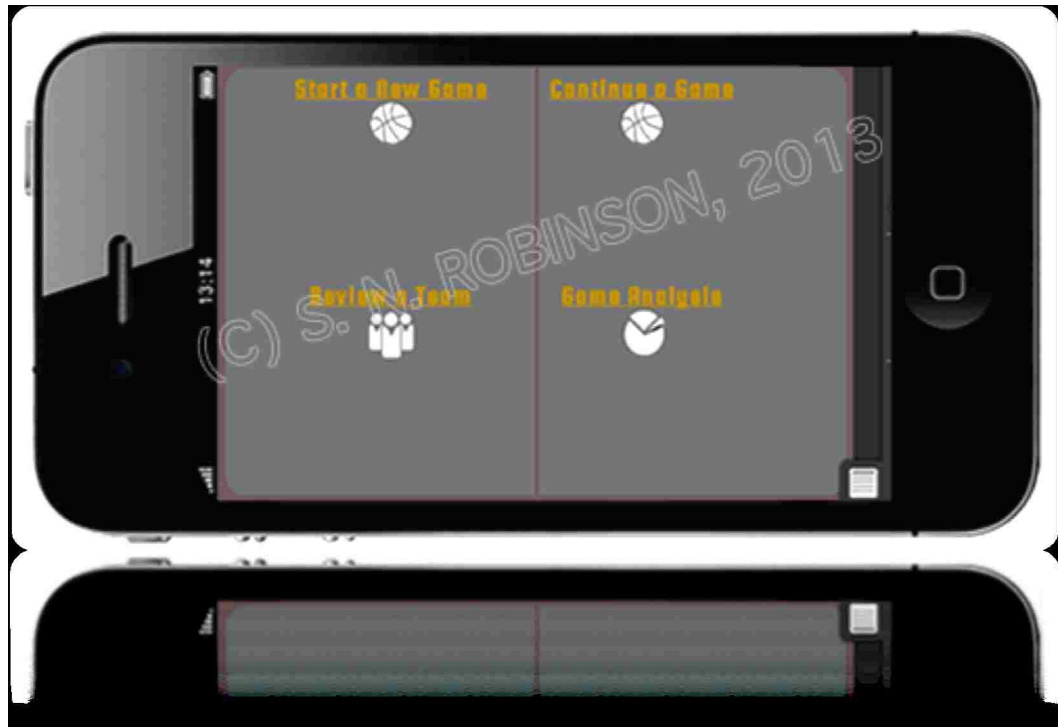 Start a New Game
Continue a Game
(C) S. N. ROBINSON, 2013
13:14
Review a Team
Game Analysis